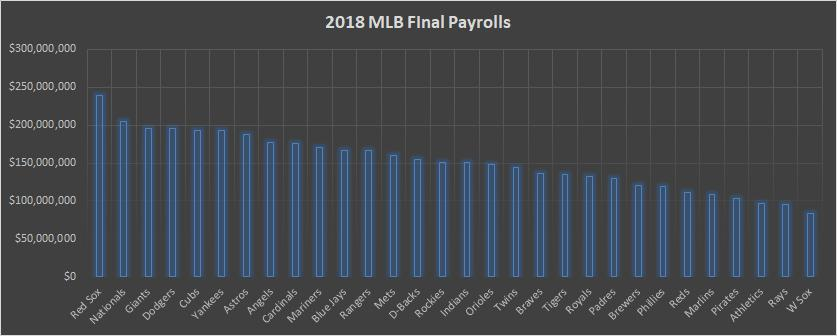 2018 MLB FInal Payrolls
$300,000,000
$250,000,000
$200,000,000
$150,000,000
$100,000,000
$50,000,000
$0
Red Sox
Nationals
Giants
Dodgers
Cubs
Yankees
Astros
Angels
Cardinals
Mariners
Blue Jays
Rangers
Mets
D-Backs
Rockies
Indians
Orioles
Twins
Braves
Tigers
Royals
Padres
Brewers
Phillies
Reds
Marlins
Pirates
Athletics
Rays
W Sox